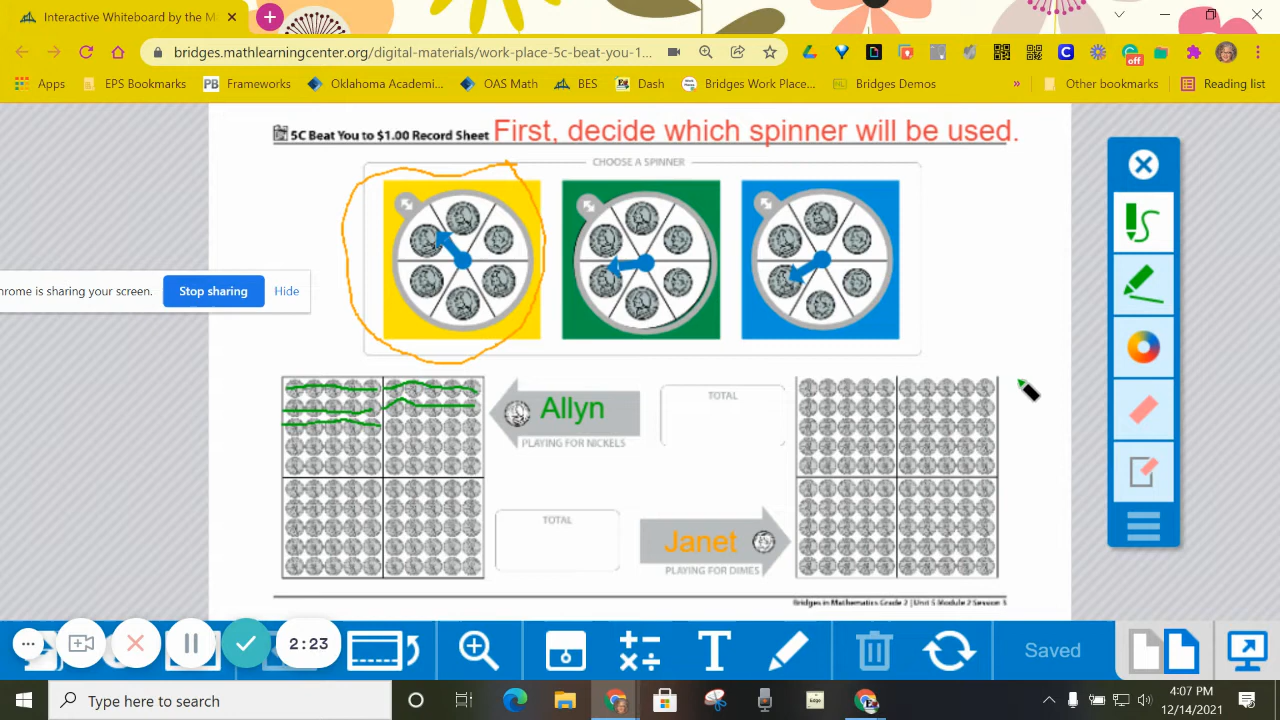 Interactive Whiteboard by the M
bridges.mathlearningcenter.org/digital-materials/work-place-5c-beat-you-1...
off
Apps EPS Bookmarks PB Frameworks Oklahoma Academi... OAS Math BES Dash Bridges Work Place... Bridges Demos » Other bookmarks Reading list
5C Beat You to $1.00 Record Sheet First, decide which spinner will be used.
CHOOSE A SPINNER
hrome is sharing your screen. Stop sharing Hide
Allyn
PLAYING FOR NICKELS
TOTAL
TOTAL
Janet
PLAYING FOR DIMES
Bridges in Mathematics Grade 2 | Unit 5 Module 2 Session 3
2:23
T
Saved
Type here to search
4:07 PM
12/14/2021